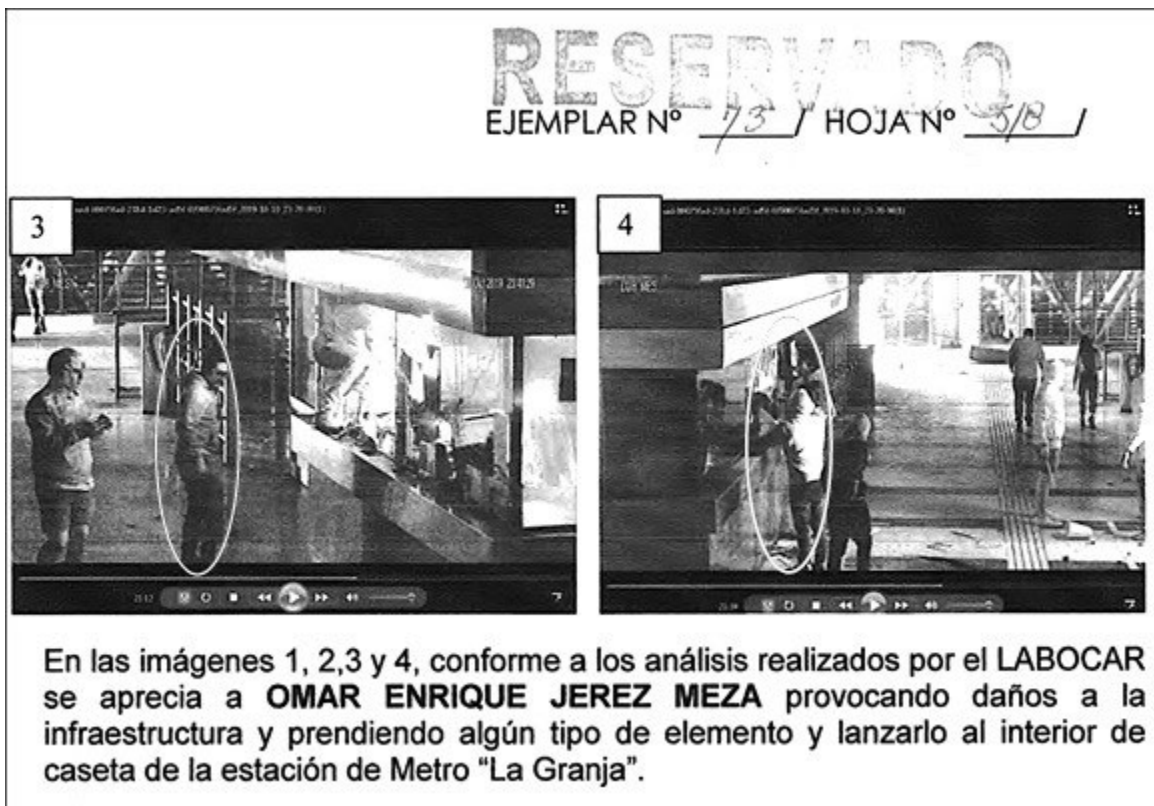 RESERVADO
EJEMPLAR Nº 73 / HOJA Nº 5/8 /
3
4
En las imágenes 1, 2,3 y 4, conforme a los análisis realizados por el LABOCAR
se aprecia a OMAR ENRIQUE JEREZ MEZA provocando daños a la
infraestructura y prendiendo algún tipo de elemento y lanzarlo al interior de
caseta de la estación de Metro “La Granja”.